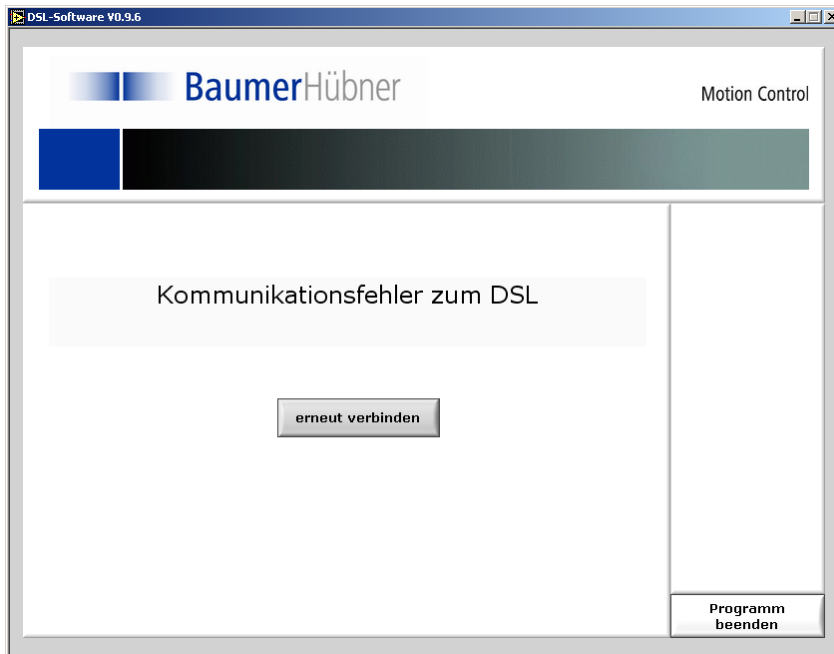 DSL-Software V0.9.6
BaumerHübner
Motion Control
Kommunikationsfehler zum DSL
erneut verbinden
Programm
beenden